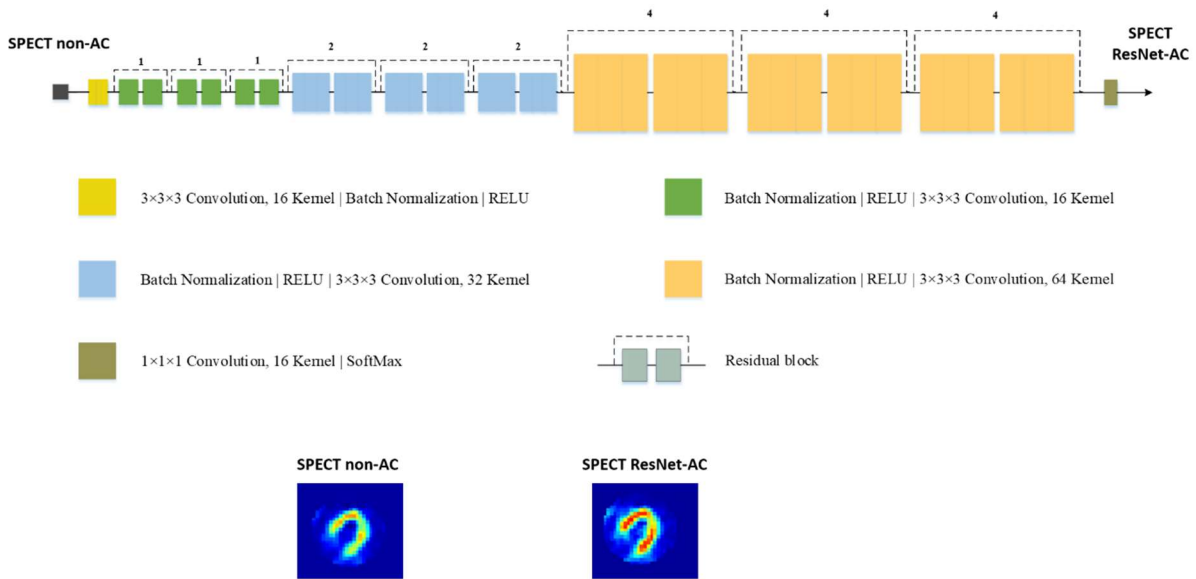 4 4 4
SPECT non-AC
SPECT
ResNet-AC
1 1 1 2 2 2
3×3×3 Convolution, 16 Kernel | Batch Normalization | RELU
Batch Normalization | RELU | 3×3×3 Convolution, 16 Kernel
Batch Normalization | RELU | 3×3×3 Convolution, 32 Kernel
Batch Normalization | RELU | 3×3×3 Convolution, 64 Kernel
1×1×1 Convolution, 16 Kernel | SoftMax
Residual block
SPECT non-AC
SPECT ResNet-AC